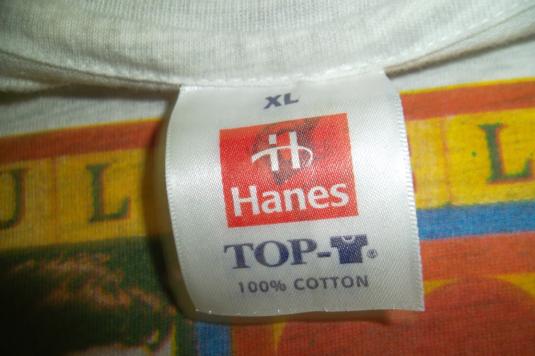 XL
Hanes
TOP-
®
100% COTTON
U L L